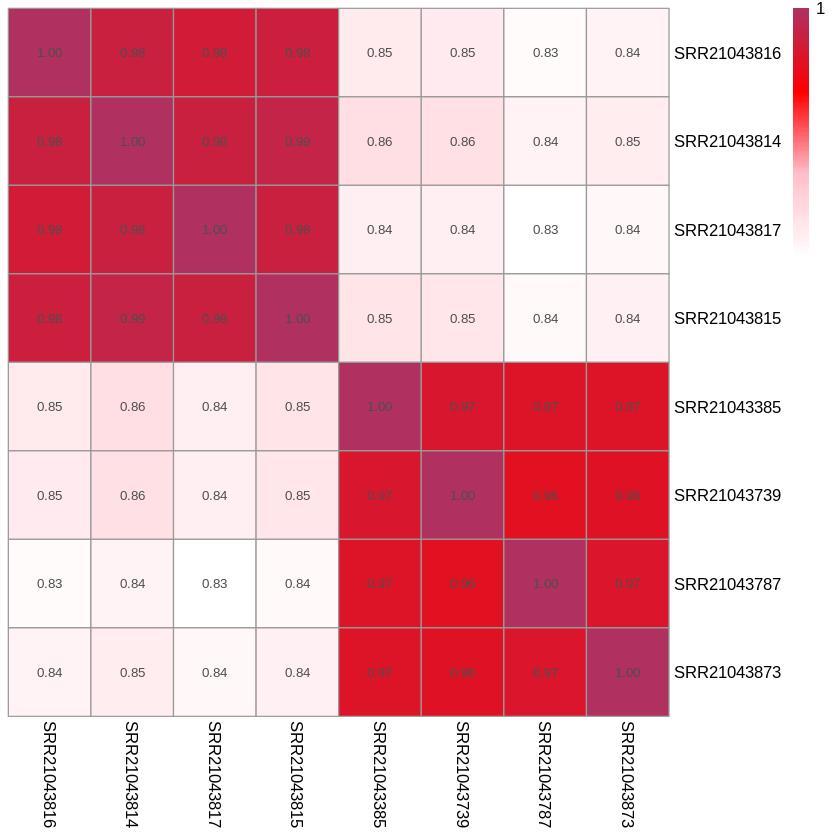 1
1.00 0.98 0.98 0.98 0.85 0.85 0.83 0.84 SRR21043816
0.98 1.00 0.98 0.99 0.86 0.86 0.84 0.85 SRR21043814
0.98 0.98 1.00 0.98 0.84 0.84 0.83 0.84 SRR21043817
0.98 0.99 0.98 1.00 0.85 0.85 0.84 0.84 SRR21043815
0.85 0.86 0.84 0.85 1.00 0.97 0.97 0.97 SRR21043385
0.85 0.86 0.84 0.85 0.97 1.00 0.96 0.96 SRR21043739
0.83 0.84 0.83 0.84 0.97 0.96 1.00 0.97 SRR21043787
0.84 0.85 0.84 0.84 0.97 0.96 0.97 1.00 SRR21043873
SRR21043816
SRR21043814
SRR21043817
SRR21043815
SRR21043385
SRR21043739
SRR21043787
SRR21043873